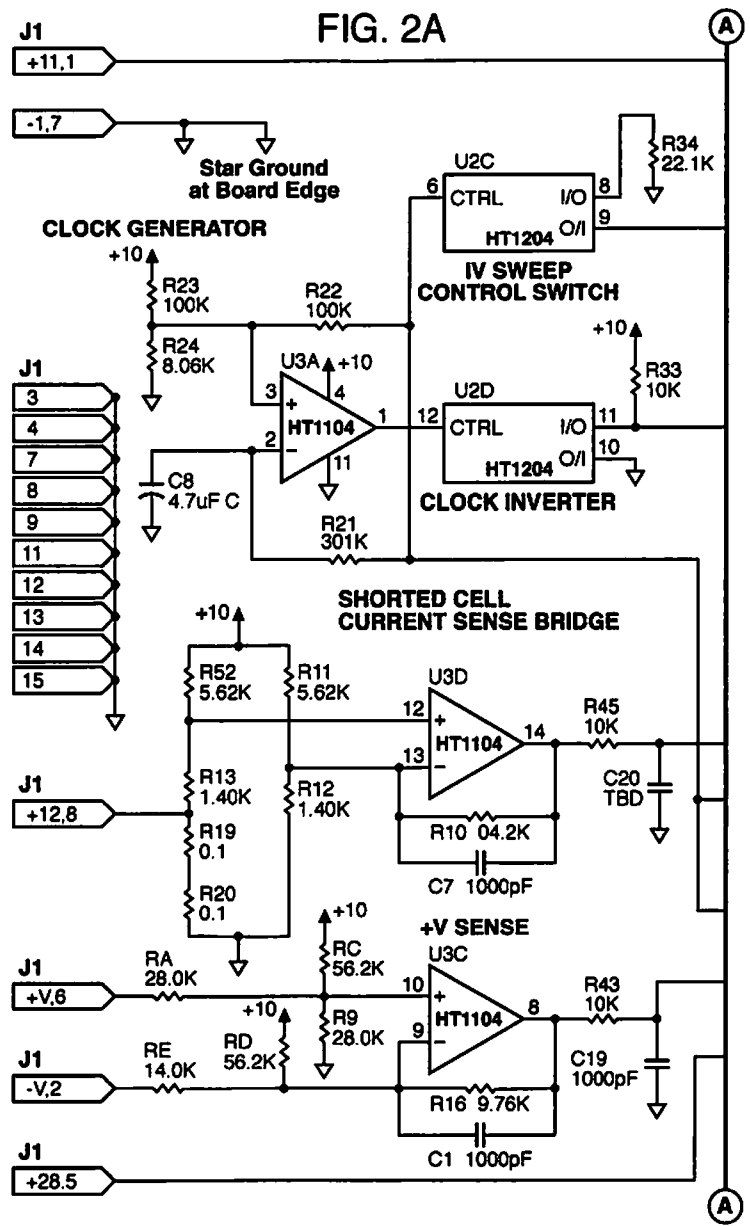 FIG. 2A
A
J1
+11,1
-1,7
Star Ground
at Board Edge
U2C
6
CTRL
I/O
8
O/I
9
HT1204
R34
22.1K
IV SWEEP
CONTROL SWITCH
CLOCK GENERATOR
+10
R23
100K
R22
100K
R24
8.06K
U3A
+10
4
3
+
HT1104
1
2
−
11
C8
4.7uF C
R21
301K
U2D
12
CTRL
I/O
11
O/I
10
HT1204
+10
R33
10K
CLOCK INVERTER
J1
3
4
7
8
9
11
12
13
14
15
SHORTED CELL
CURRENT SENSE BRIDGE
+10
R52
5.62K
R11
5.62K
U3D
12
+
HT1104
14
13
−
R45
10K
C20
TBD
R13
1.40K
R12
1.40K
J1
+12,8
R19
0.1
R20
0.1
R10 04.2K
C7 1000pF
+V SENSE
U3C
+10
RC
56.2K
J1
+V,6
RA
28.0K
10
+
HT1104
8
9
−
R9
28.0K
R43
10K
+10
RD
56.2K
J1
-V,2
RE
14.0K
C19
1000pF
R16 9.76K
C1 1000pF
J1
+28.5
A